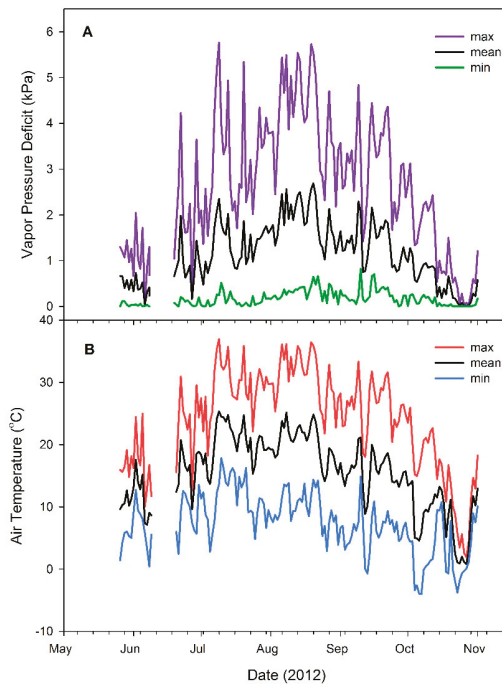 A
max
mean
min
Vapor Pressure Deficit (kPa)
6
5
4
3
2
1
0
B
max
mean
min
Air Temperature (°C)
40
30
20
10
0
-10
May
Jun
Jul
Aug
Sep
Oct
Nov
Date (2012)